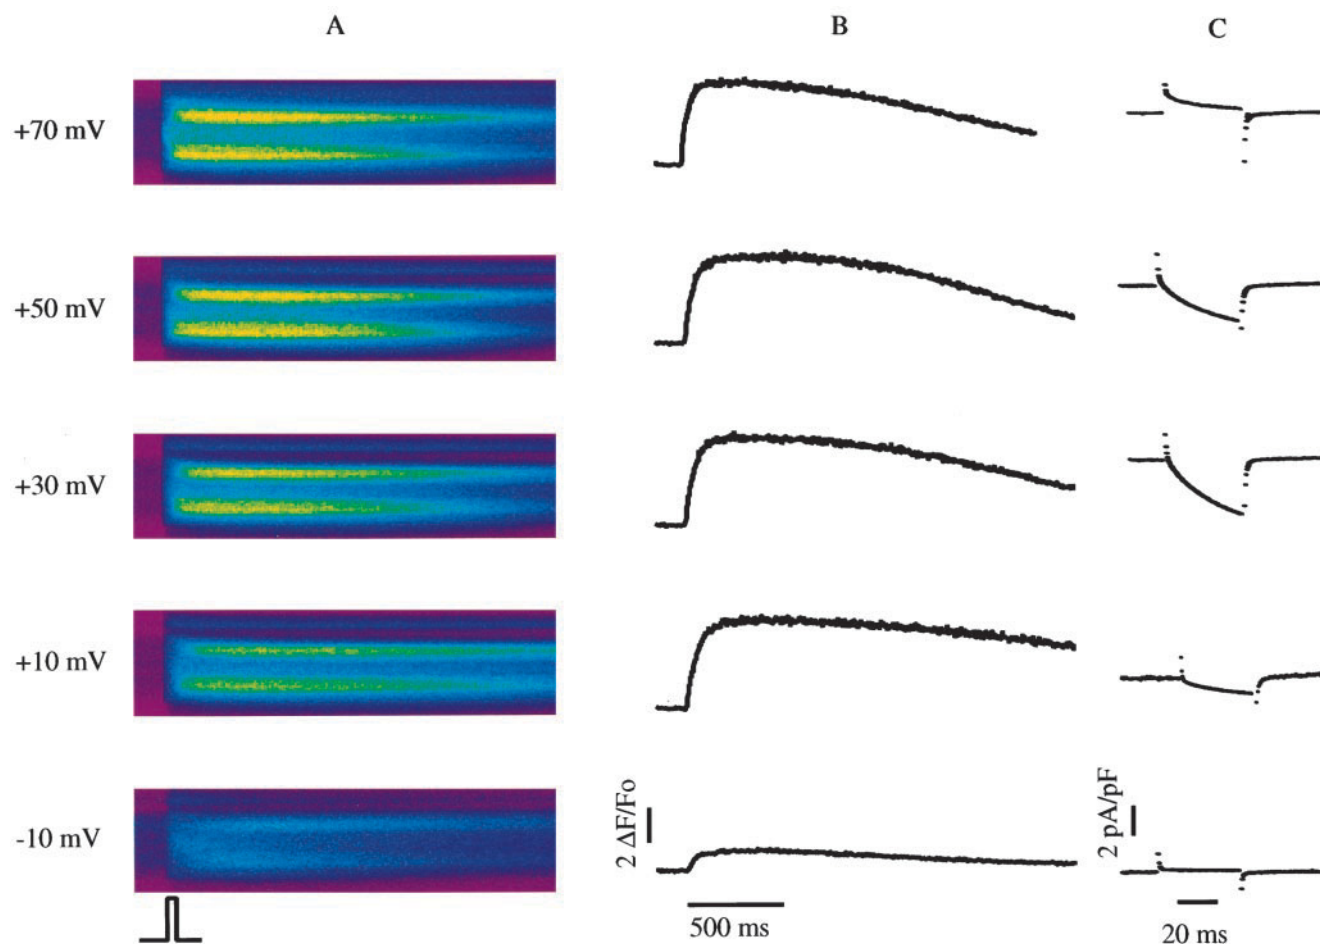 A B C
+70 mV
+50 mV
+30 mV
+10 mV
-10 mV
2 ΔF/Fo
2 pA/pF
500 ms
20 ms